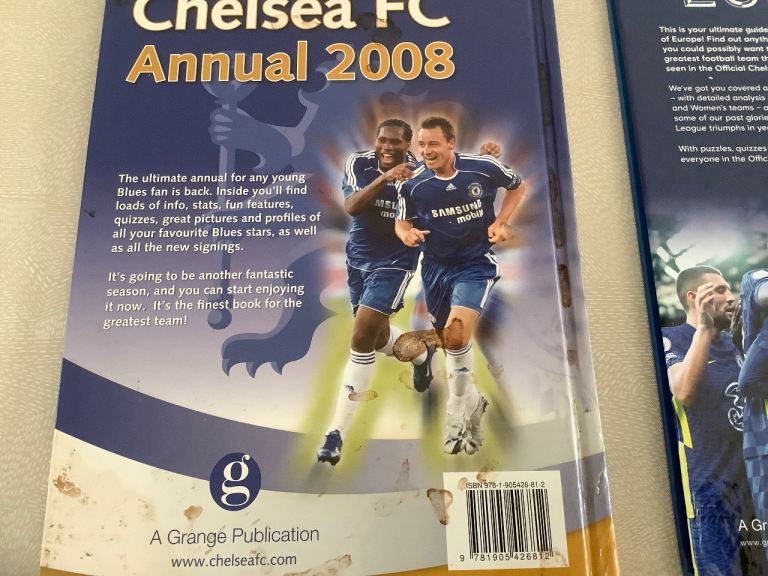 Chelsea FC
Annual 2008
The ultimate annual for any young
Blues fan is back. Inside you'll find
loads of info, stats, fun features,
quizzes, great pictures and profiles of
all your favourite Blues stars, as well
as all the new signings.
It's going to be another fantastic
season, and you can start enjoying
it now. It's the finest book for the
greatest team!
SAMSUNG
mobi
SAMSUNG
mobil
g
A Grange Publication
www.chelseafc.com
ISBN 978-1-905426-81-2
9 781905 426812
This is your ultimate guide
of Europe! Find out anyth
you could possibly want
greatest football team th
seen in the Official Chel
We've got you covered a
– with detailed analysis
and Women's teams – a
some of our past glorie
League triumphs in ye
With puzzles, quizzes
everyone in the Offic
3
A Gr
www.g